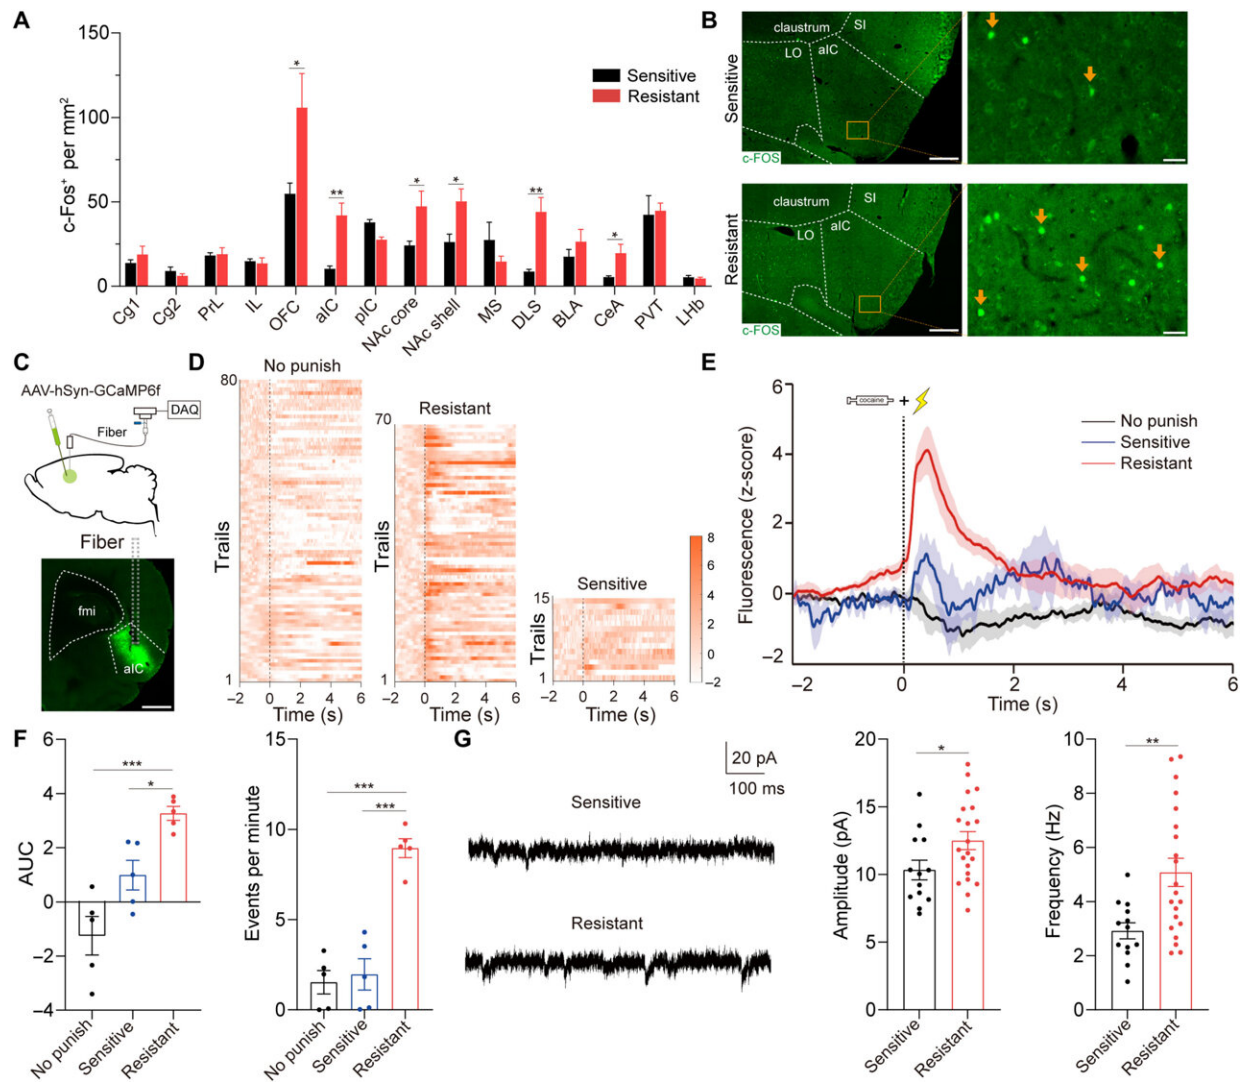 A
c-Fos⁺ per mm²
150
100
50
0
Sensitive
Resistant
*
**
*
*
**
*
Cg1
Cg2
PrL
IL
OFC
aIC
pIC
NAc core
NAc shell
MS
DLS
BLA
CeA
PVT
LHb
B
Sensitive
claustrum
SI
LO
aIC
c-FOS
Resistant
claustrum
SI
LO
aIC
c-FOS
C
AAV-hSyn-GCaMP6f
DAQ
Fiber
Fiber
fmi
aIC
D
No punish
80
Trails
1
−2 0 2 4 6
Time (s)
Resistant
70
Trails
1
−2 0 2 4 6
Time (s)
Sensitive
15
Trails
1
−2 0 2 4 6
Time (s)
8
6
4
2
0
−2
E
cocaine
+
No punish
Sensitive
Resistant
Fluorescence (z-score)
6
4
2
0
−2
−2 0 2 4 6
Time (s)
F
AUC
6
4
2
0
−2
−4
***
*
No punish
Sensitive
Resistant
Events per minute
15
10
5
0
***
***
No punish
Sensitive
Resistant
G
20 pA
100 ms
Sensitive
Resistant
Amplitude (pA)
20
15
10
5
0
*
Sensitive
Resistant
Frequency (Hz)
10
8
6
4
2
0
**
Sensitive
Resistant